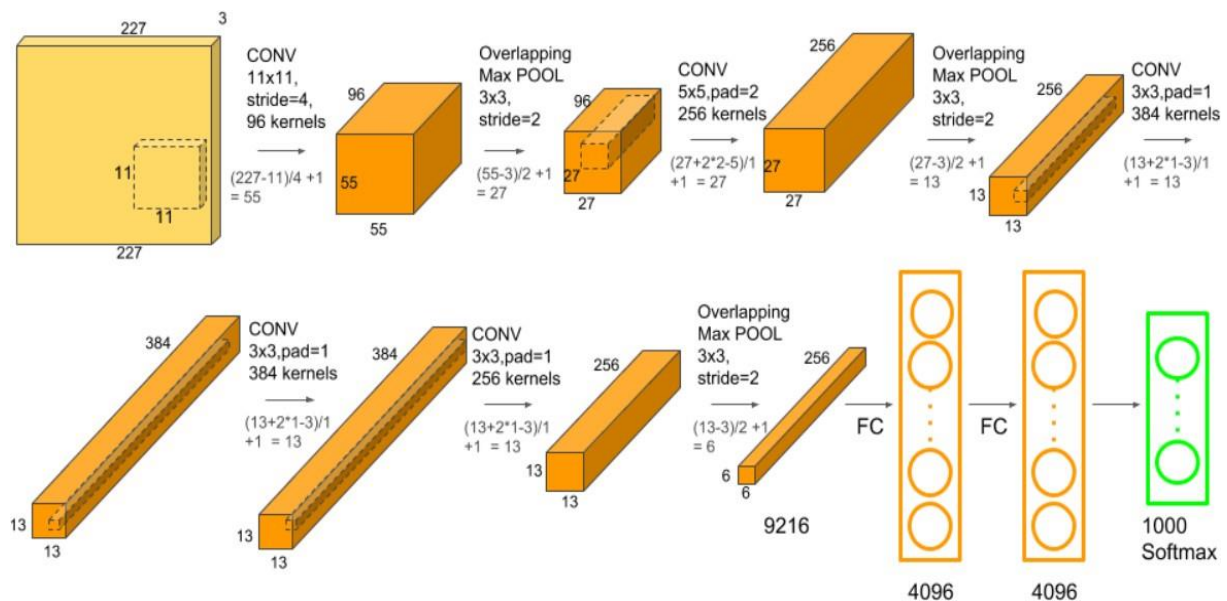 227
3
11
11
227
CONV
11x11,
stride=4,
96 kernels
(227-11)/4 +1
= 55
96
55
55
Overlapping
Max POOL
3x3,
stride=2
(55-3)/2 +1
= 27
96
27
27
CONV
5x5,pad=2
256 kernels
(27+2*2-5)/1
+1 = 27
256
27
27
Overlapping
Max POOL
3x3,
stride=2
(27-3)/2 +1
= 13
256
13
13
CONV
3x3,pad=1
384 kernels
(13+2*1-3)/1
+1 = 13
384
13
13
CONV
3x3,pad=1
384 kernels
(13+2*1-3)/1
+1 = 13
384
13
13
CONV
3x3,pad=1
256 kernels
(13+2*1-3)/1
+1 = 13
256
13
13
Overlapping
Max POOL
3x3,
stride=2
(13-3)/2 +1
= 6
256
6
6
9216
FC
4096
FC
4096
1000
Softmax